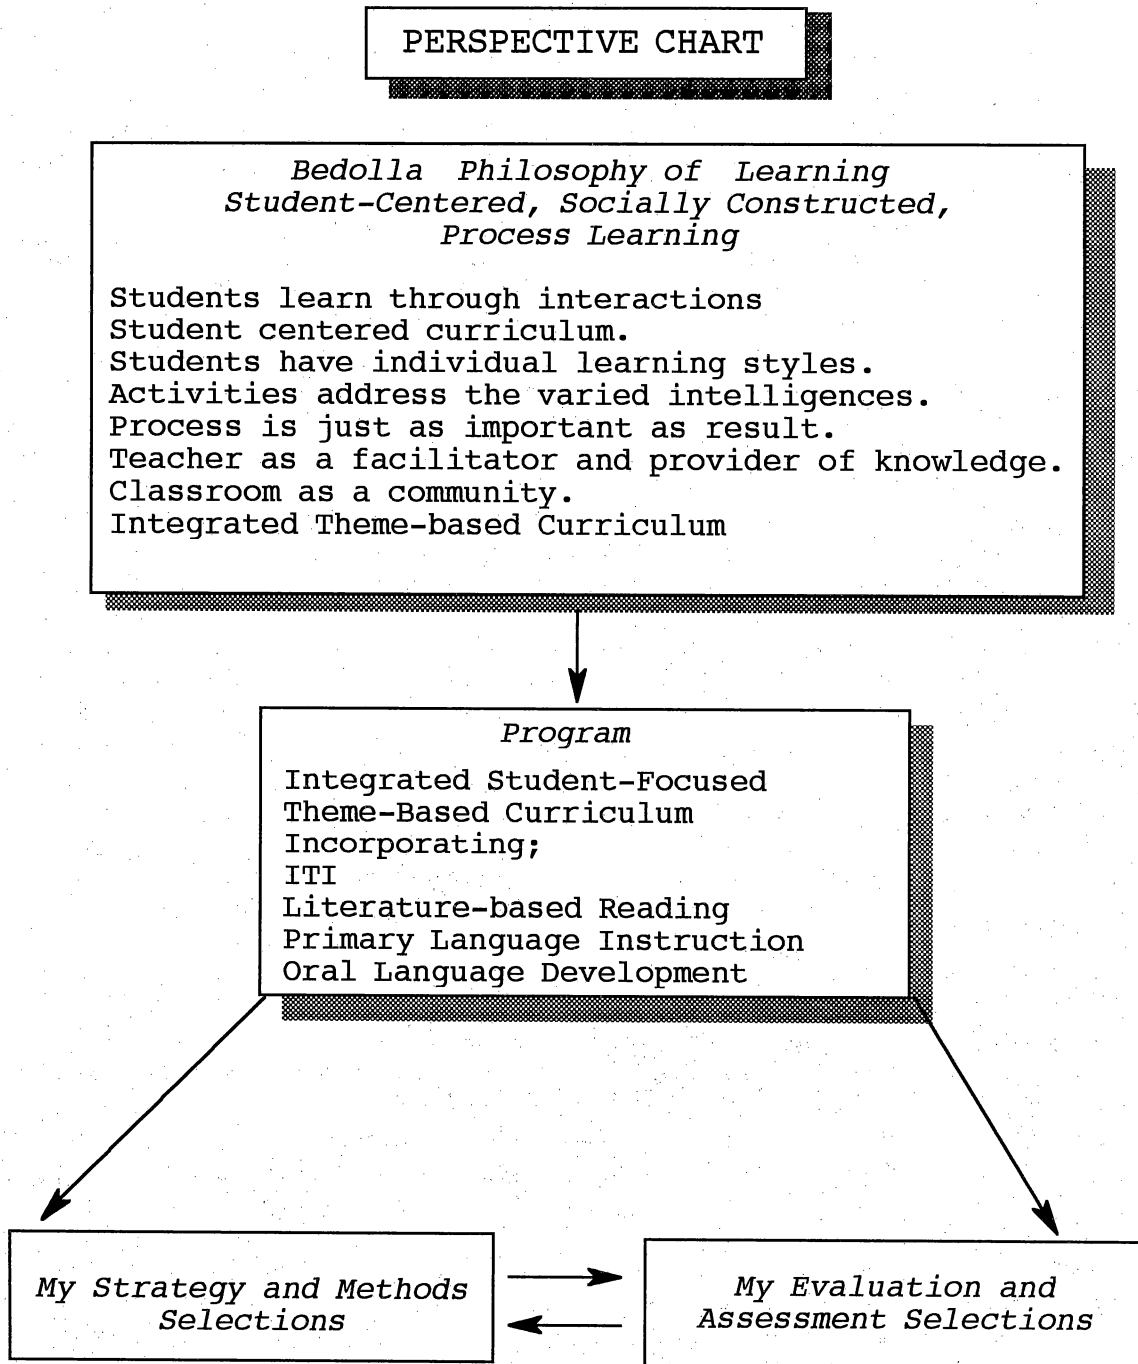 PERSPECTIVE CHART
Bedolla Philosophy of Learning
Student-Centered, Socially Constructed,
Process Learning
Students learn through interactions
Student centered curriculum.
Students have individual learning styles.
Activities address the varied intelligences.
Process is just as important as result.
Teacher as a facilitator and provider of knowledge.
Classroom as a community.
Integrated Theme-based Curriculum
Program
Integrated Student-Focused
Theme-Based Curriculum
Incorporating;
ITI
Literature-based Reading
Primary Language Instruction
Oral Language Development
My Strategy and Methods
Selections
My Evaluation and
Assessment Selections